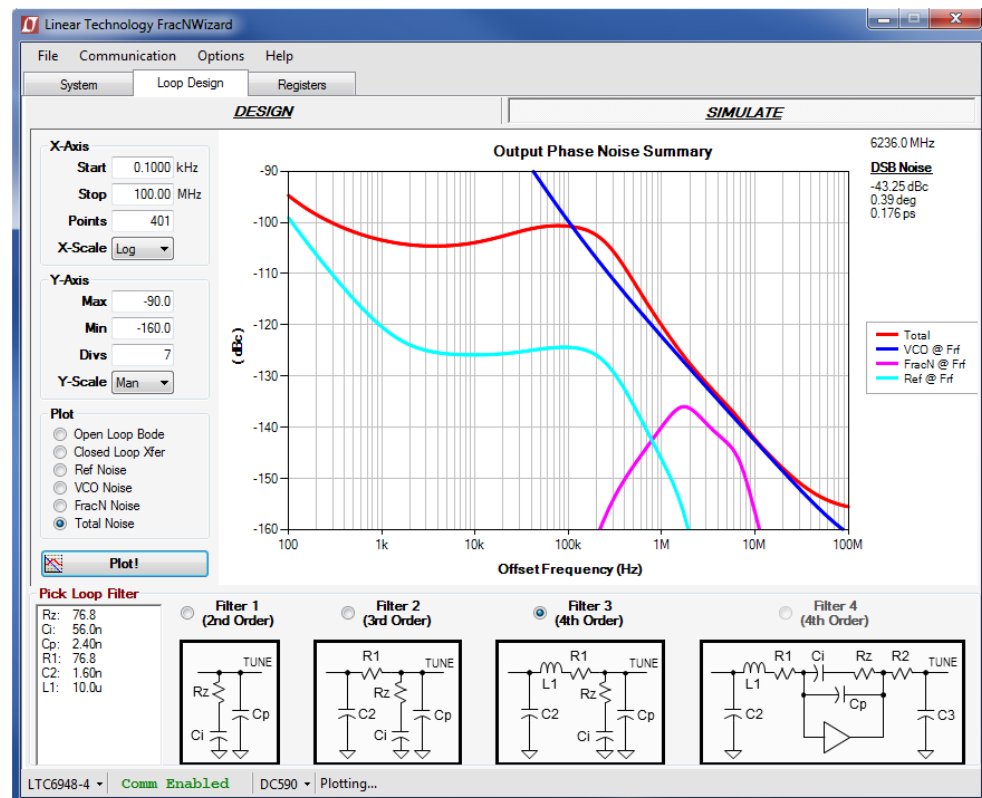 Linear Technology FracNWizard
File Communication Options Help
System Loop Design Registers
DESIGN SIMULATE
X-Axis
Start 0.1000 kHz
Stop 100.00 MHz
Points 401
X-Scale Log
Y-Axis
Max -90.0
Min -160.0
Divs 7
Y-Scale Man
Plot
Open Loop Bode
Closed Loop Xfer
Ref Noise
VCO Noise
FracN Noise
Total Noise
Plot!
Output Phase Noise Summary
-90
-100
-110
-120
-130
-140
-150
-160
( dBc)
100 1k 10k 100k 1M 10M 100M
Offset Frequency (Hz)
6236.0 MHz
DSB Noise
-43.25 dBc
0.39 deg
0.176 ps
Total
VCO @ Frf
FracN @ Frf
Ref @ Frf
Pick Loop Filter
Rz: 76.8
Ci: 56.0n
Cp: 2.40n
R1: 76.8
C2: 1.60n
L1: 10.0u
Filter 1
(2nd Order)
TUNE
Rz
Cp
Ci
Filter 2
(3rd Order)
R1 TUNE
Rz
C2 Cp
Ci
Filter 3
(4th Order)
R1 TUNE
L1 Rz
C2 Cp
Ci
Filter 4
(4th Order)
R1 Ci Rz R2 TUNE
L1
Cp
C2 C3
LTC6948-4 Comm Enabled DC590 Plotting...